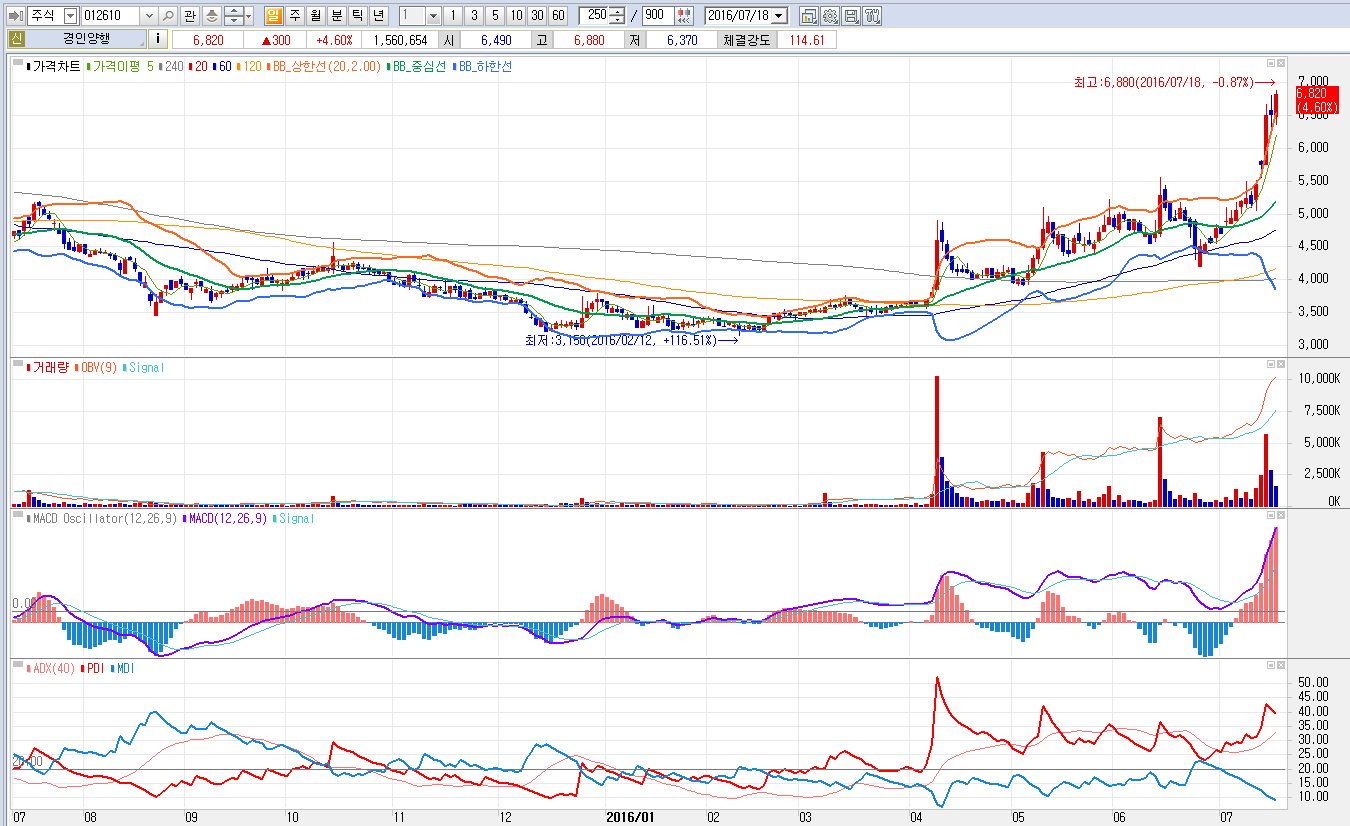 주식 012610 관 일 주 월 분 틱 년 1 1 3 5 10 30 60 250 / 900 2016/07/18
신 경인양행 i 6,820 ▲300 +4.60% 1,560,654 시 6,490 고 6,880 저 6,370 체결강도 114.61
가격차트 가격이평 5 240 20 60 120 BB_상한선(20,2.00) BB_중심선 BB_하한선
최고:6,880(2016/07/18, -0.87%)
7,000
6,820
(4.60%)
6,500
6,000
5,500
5,000
4,500
4,000
3,500
3,000
최저:3,150(2016/02/12, +116.51%)
거래량 OBV(9) Signal
10,000K
7,500K
5,000K
2,500K
0K
MACD Oscillator(12,26,9) MACD(12,26,9) Signal
0.00
ADX(40) PDI MDI
50.00
45.00
40.00
35.00
30.00
25.00
20.00
20.00
15.00
10.00
07 08 09 10 11 12 2016/01 02 03 04 05 06 07